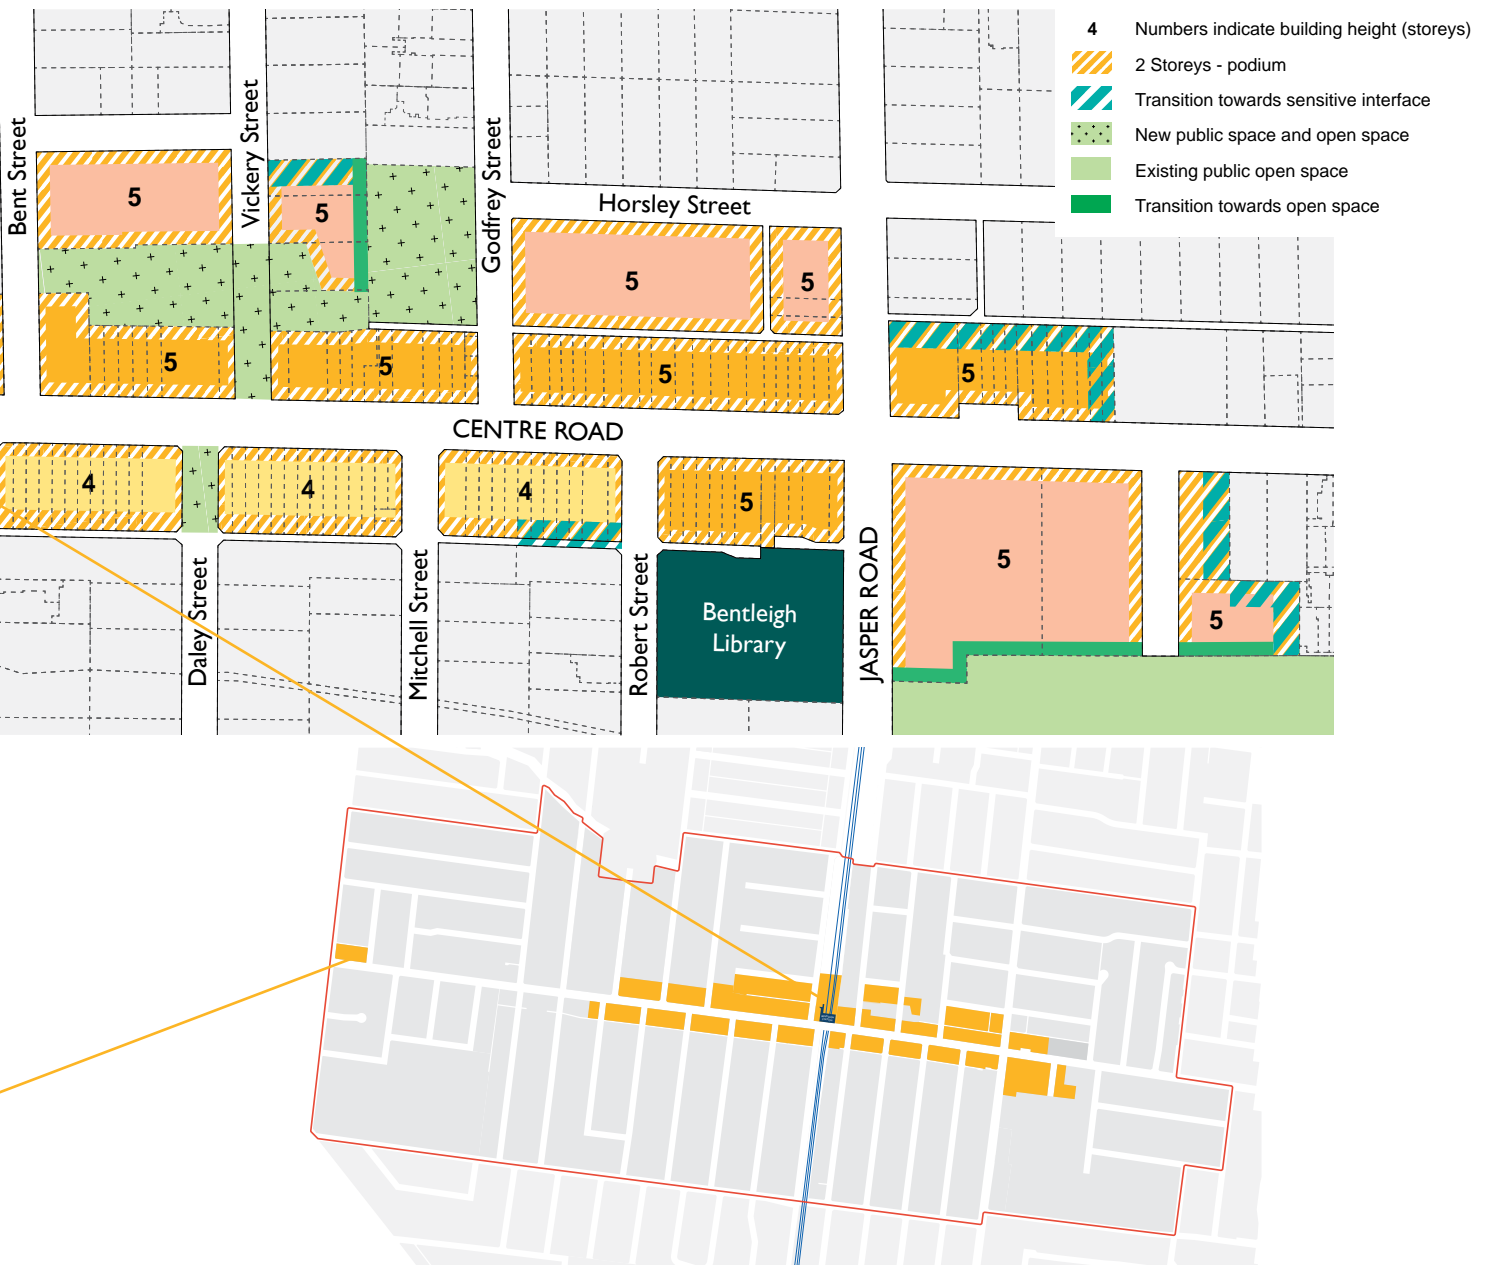 4 Numbers indicate building height (storeys)
2 Storeys - podium
Transition towards sensitive interface
New public space and open space
Existing public open space
Transition towards open space
Bent Street
Vickery Street
Godfrey Street
Horsley Street
5
5
5
5
5
5
5
5
CENTRE ROAD
4
4
4
5
5
5
Daley Street
Mitchell Street
Robert Street
JASPER ROAD
Bentleigh
Library